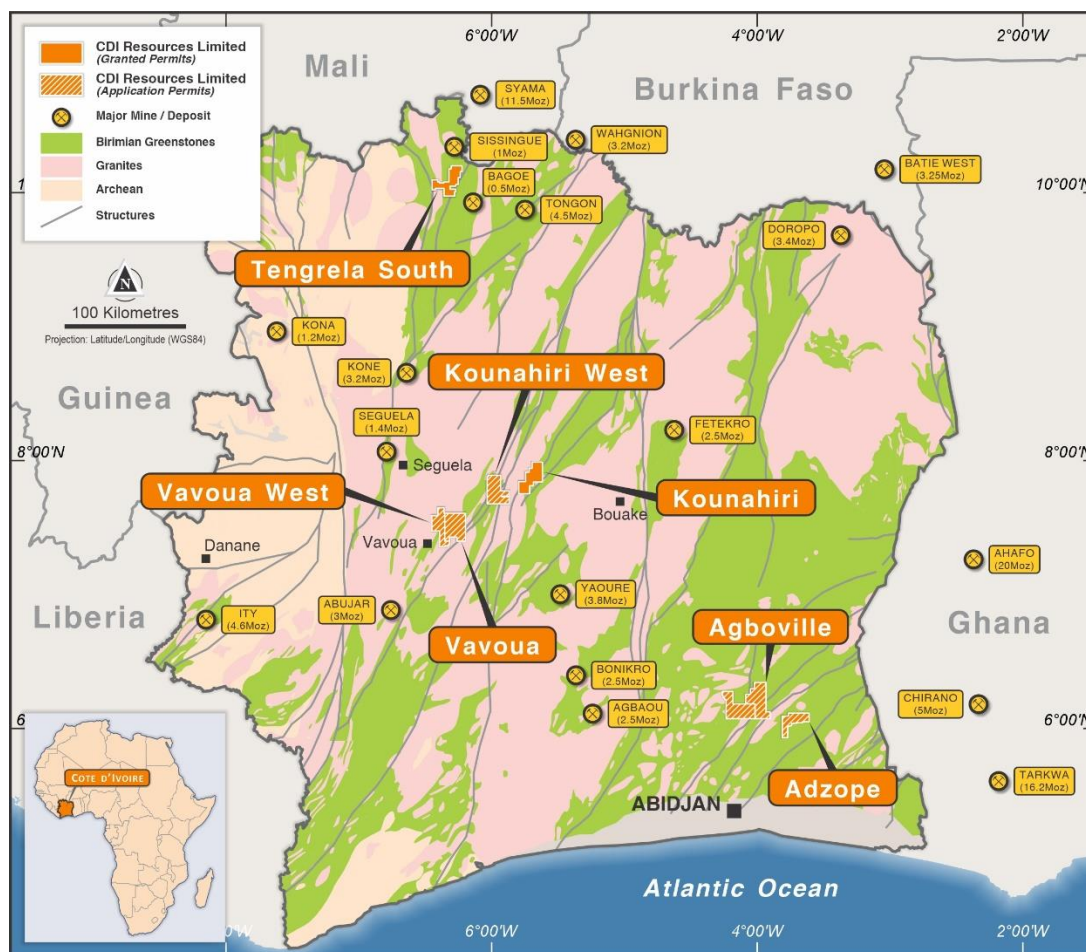 6°00'W
4°00'W
2°00'W
CDI Resources Limited
(Granted Permits)
CDI Resources Limited
(Application Permits)
Major Mine / Deposit
Birimian Greenstones
Granites
Archean
Structures
Mali
Burkina Faso
SYAMA
(11.5Moz)
SISSINGUE
(1Moz)
WAHGNION
(3.2Moz)
BATIE WEST
(3.25Moz)
BAGOE
(0.5Moz)
TONGON
(4.5Moz)
10°00'N
DOROPO
(3.4Moz)
Tengrela South
N
100 Kilometres
Projection: Latitude/Longitude (WGS84)
KONA
(1.2Moz)
KONE
(3.2Moz)
Kounahiri West
Guinea
SEGUELA
(1.4Moz)
FETEKRO
(2.5Moz)
8°00'N
8°00'N
Seguela
Vavoua West
Kounahiri
Bouake
Vavoua
Danane
AHAFO
(20Moz)
Liberia
ITY
(4.6Moz)
ABUJAR
(3Moz)
YAOURE
(3.8Moz)
Vavoua
Agboville
Ghana
BONIKRO
(2.5Moz)
AGBAOU
(2.5Moz)
CHIRANO
(5Moz)
6°00'N
COTE D'IVOIRE
Adzope
TARKWA
(16.2Moz)
ABIDJAN
Atlantic Ocean
6°00'W
4°00'W
2°00'W